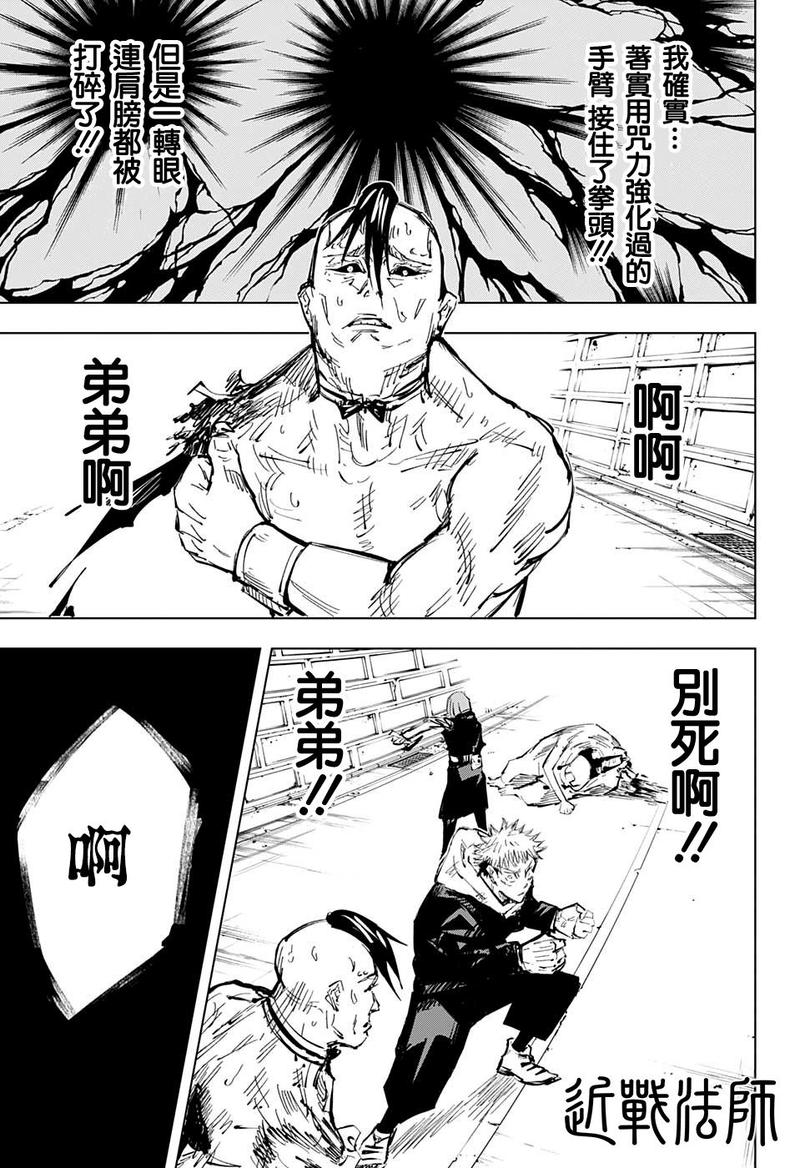 我確實…
著實用咒力強化過的
手臂 接住了拳頭!!
但是一轉眼
連肩膀都被
打碎了!!
啊啊
弟弟啊
別死啊!!
弟弟!!
啊
近戰法師